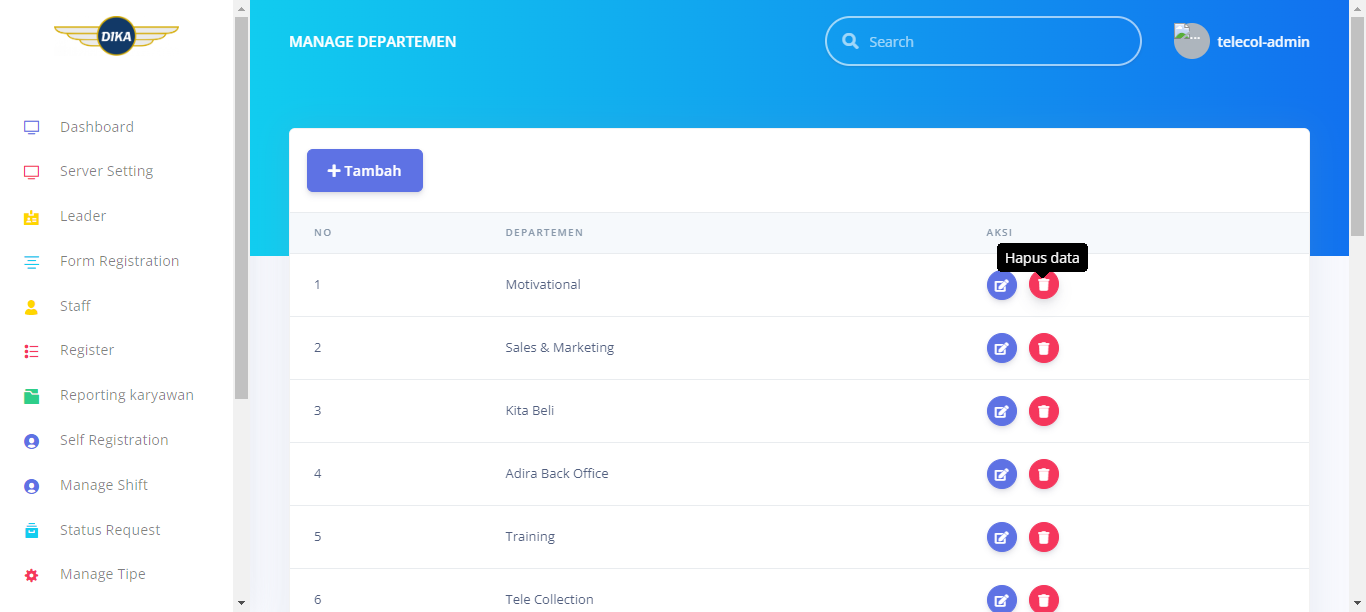 DIKA
MANAGE DEPARTEMEN
Search
...
telecol-admin
Dashboard
Server Setting
Leader
Form Registration
Staff
Register
Reporting karyawan
Self Registration
Manage Shift
Status Request
Manage Tipe
Tambah
NO DEPARTEMEN AKSI
Hapus data
1 Motivational
2 Sales & Marketing
3 Kita Beli
4 Adira Back Office
5 Training
6 Tele Collection